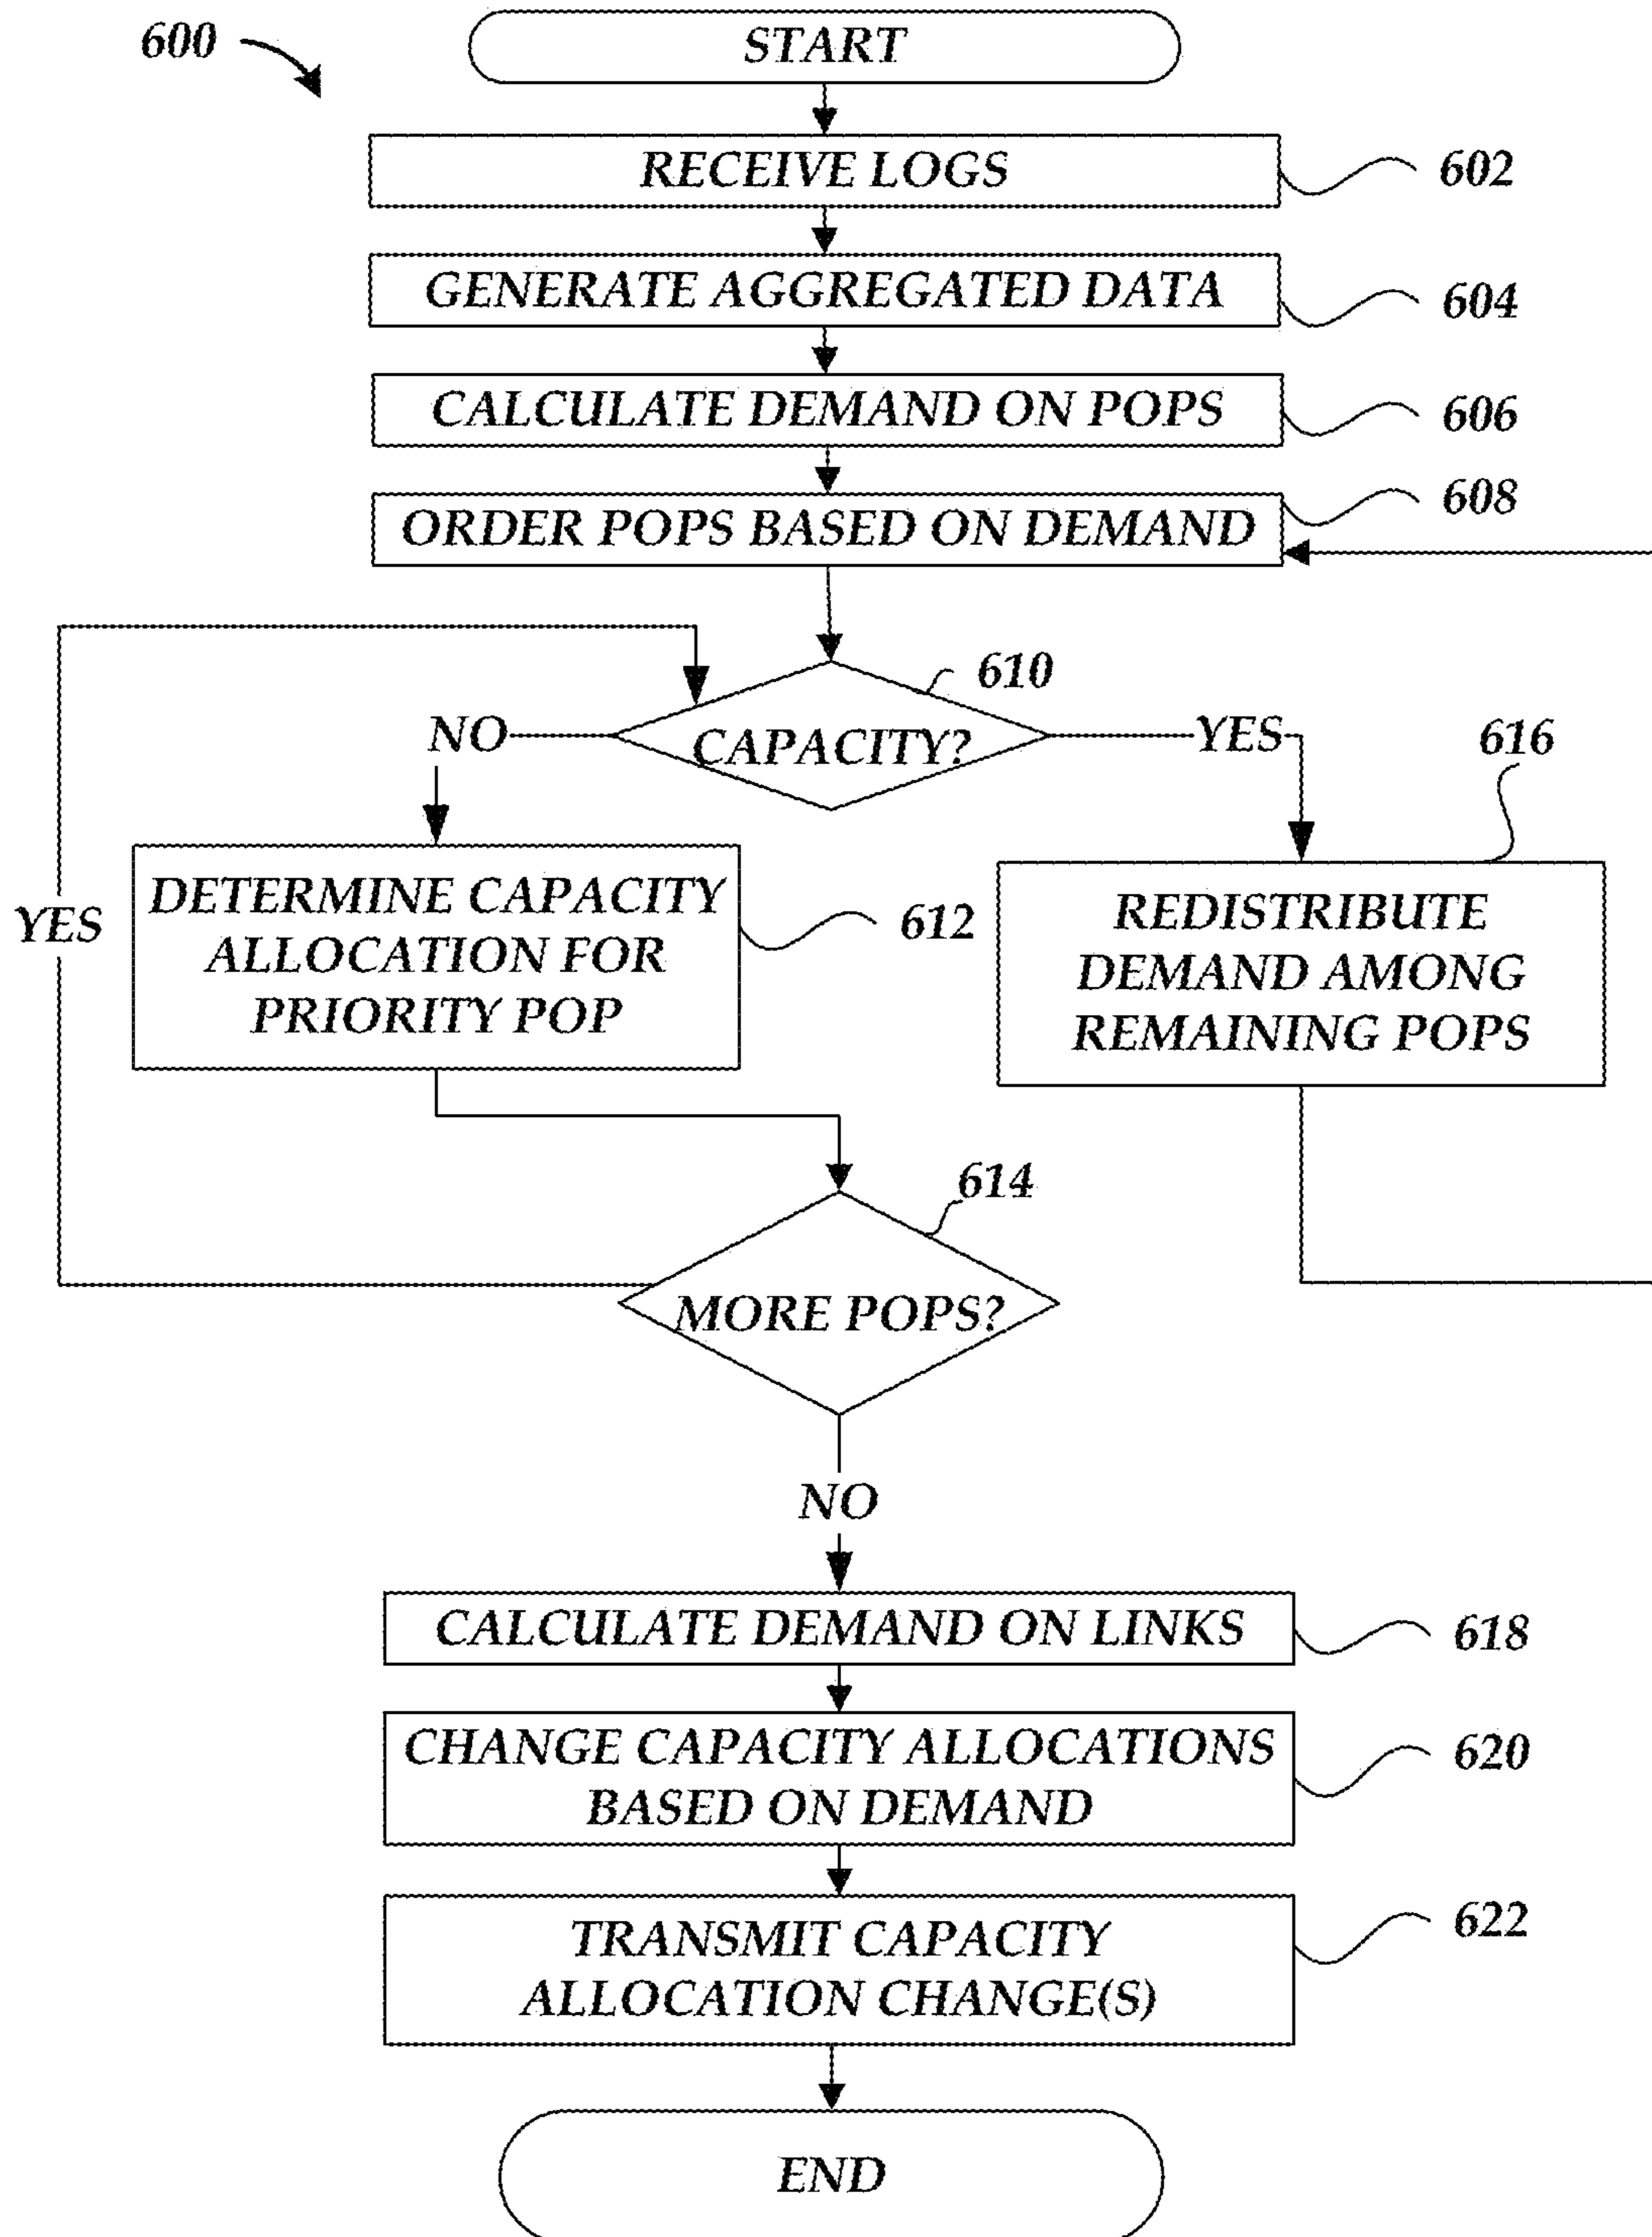 600
START
RECEIVE LOGS
602
GENERATE AGGREGATED DATA
604
CALCULATE DEMAND ON POPS
606
ORDER POPS BASED ON DEMAND
608
610
NO
CAPACITY?
YES
616
YES
DETERMINE CAPACITY
ALLOCATION FOR
PRIORITY POP
612
REDISTRIBUTE
DEMAND AMONG
REMAINING POPS
614
MORE POPS?
NO
CALCULATE DEMAND ON LINKS
618
CHANGE CAPACITY ALLOCATIONS
BASED ON DEMAND
620
TRANSMIT CAPACITY
ALLOCATION CHANGE(S)
622
END